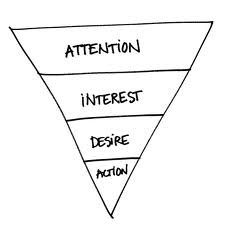 ATTENTION
iNTEREST
DESiRE
ACTION